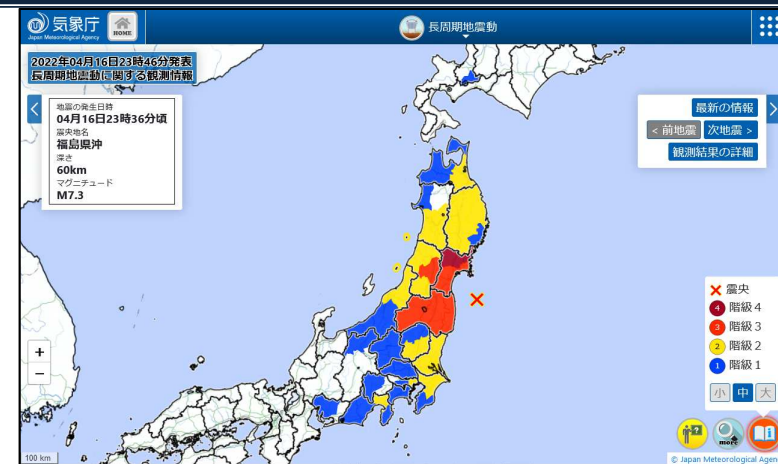 気象庁
Japan Meteorological Agency
HOME
長周期地震動
2022年04月16日23時46分発表
長周期地震動に関する観測情報
地震の発生日時
04月16日23時36分頃
震央地名
福島県沖
深さ
60km
マグニチュード
M7.3
最新の情報
< 前地震
次地震 >
観測結果の詳細
震央
4 階級４
3 階級３
2 階級２
1 階級１
小 中 大
+
−
100 km
more
© Japan Meteorological Agen